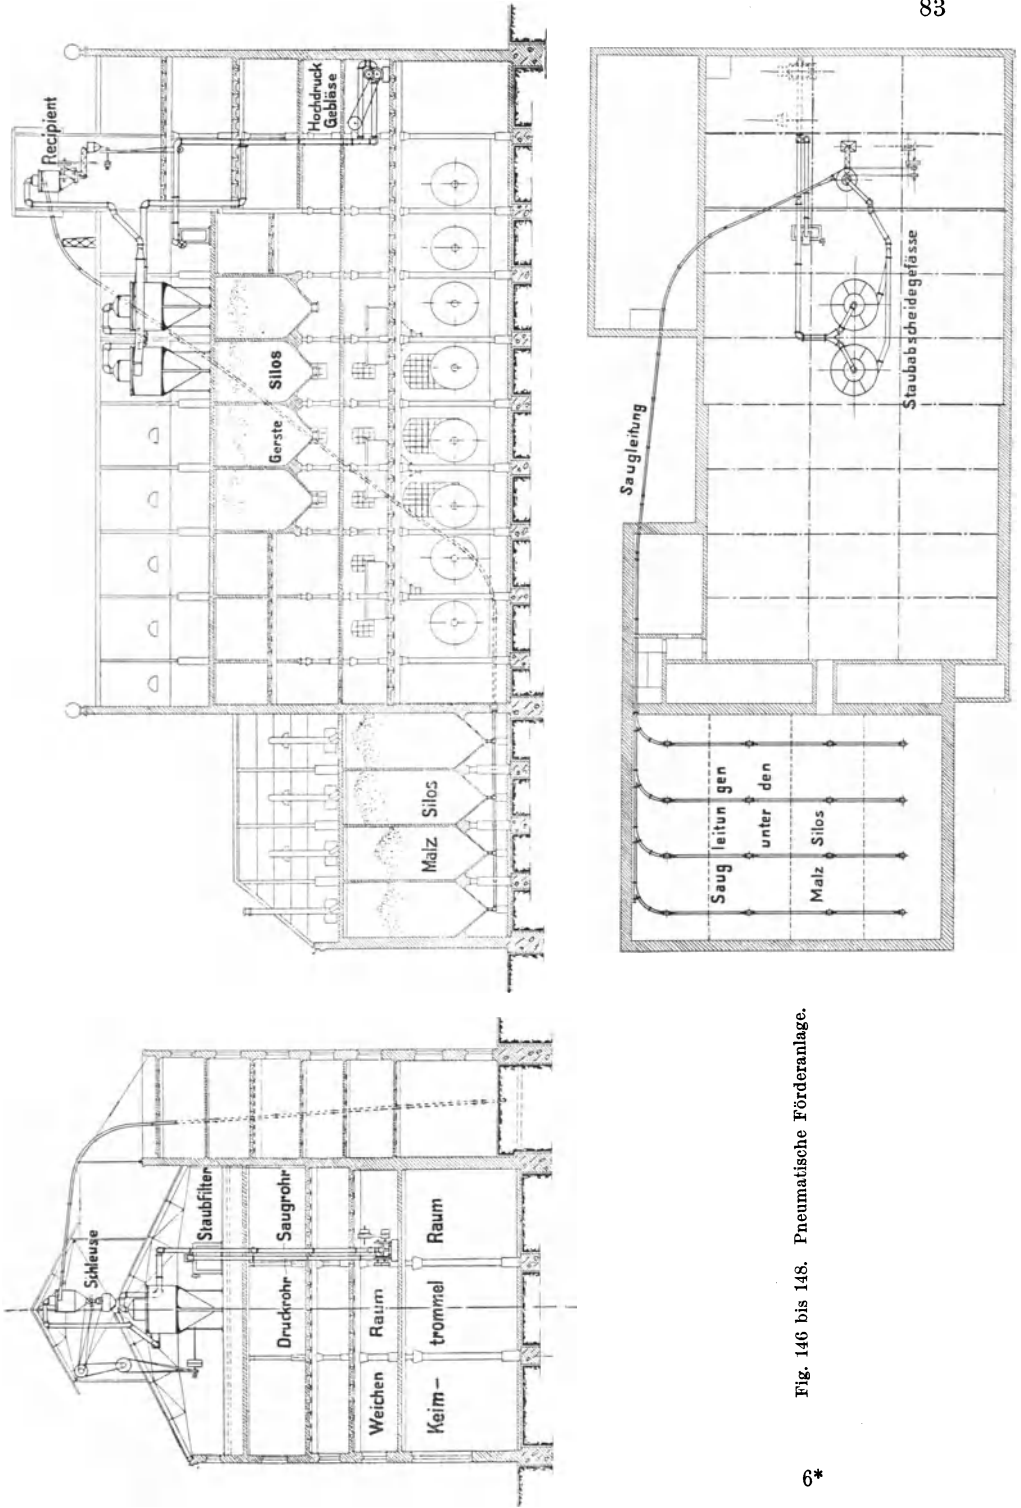 83
Recipient
Hochdruck
Gebläse
Gerste Silos
Malz Silos
Saugleitung
Staubabscheidegefässe
Saug leitun gen
unter den
Malz Silos
Schleuse
Staubfilter
Druckrohr Saugrohr
Weichen Raum
Keim- trommel Raum
Fig. 146 bis 148. Pneumatische Förderanlage.
6*